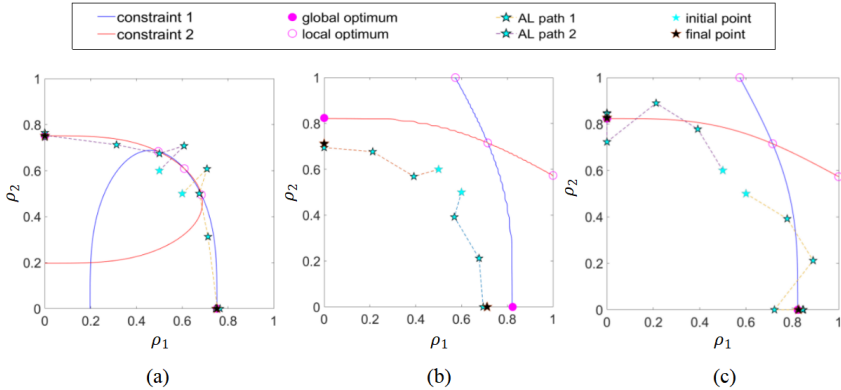 constraint 1 global optimum AL path 1 initial point
constraint 2 local optimum AL path 2 final point
1
0.8
0.6
0.4
0.2
0
ρ2
0 0.2 0.4 0.6 0.8 1
ρ1
(a)
1
0.8
0.6
0.4
0.2
0
ρ2
0 0.2 0.4 0.6 0.8 1
ρ1
(b)
1
0.8
0.6
0.4
0.2
0
ρ2
0 0.2 0.4 0.6 0.8 1
ρ1
(c)